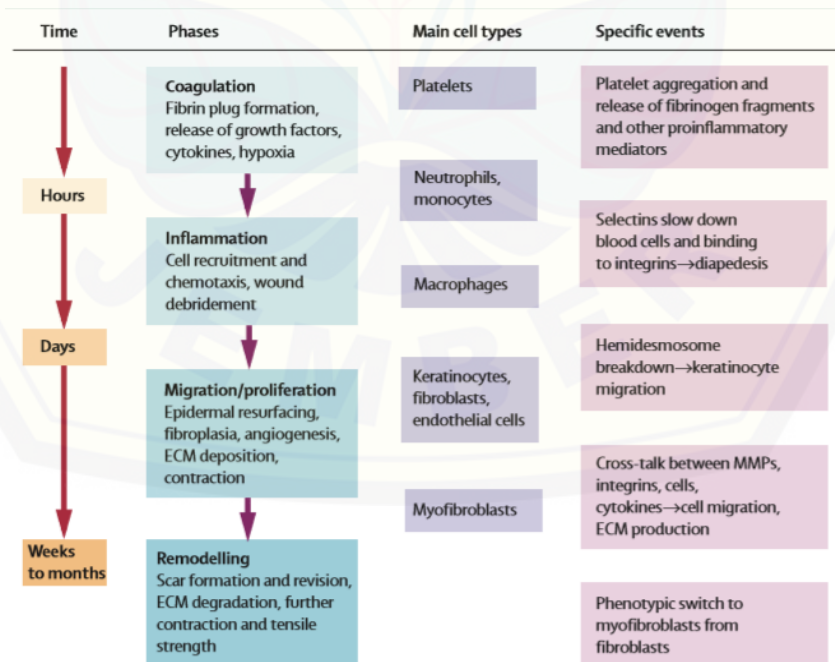 Time
Phases
Main cell types
Specific events
Hours
Days
Weeks
to months
Coagulation
Fibrin plug formation,
release of growth factors,
cytokines, hypoxia
Inflammation
Cell recruitment and
chemotaxis, wound
debridement
Migration/proliferation
Epidermal resurfacing,
fibroplasia, angiogenesis,
ECM deposition,
contraction
Remodelling
Scar formation and revision,
ECM degradation, further
contraction and tensile
strength
Platelets
Neutrophils,
monocytes
Macrophages
Keratinocytes,
fibroblasts,
endothelial cells
Myofibroblasts
Platelet aggregation and
release of fibrinogen fragments
and other proinflammatory
mediators
Selectins slow down
blood cells and binding
to integrins→diapedesis
Hemidesmosome
breakdown→keratinocyte
migration
Cross-talk between MMPs,
integrins, cells,
cytokines→cell migration,
ECM production
Phenotypic switch to
myofibroblasts from
fibroblasts
JEMBER